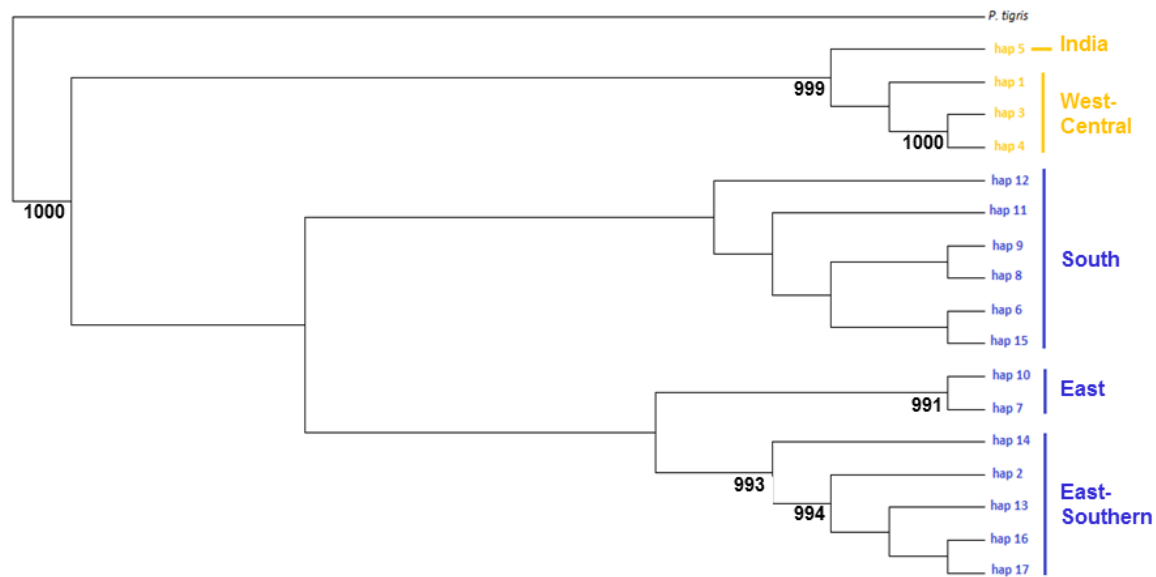 P. tigris
hap 5
India
999
hap 1
West-
Central
hap 3
1000
hap 4
hap 12
1000
hap 11
hap 9
South
hap 8
hap 6
hap 15
hap 10
East
991
hap 7
hap 14
993
hap 2
East-
Southern
994
hap 13
hap 16
hap 17